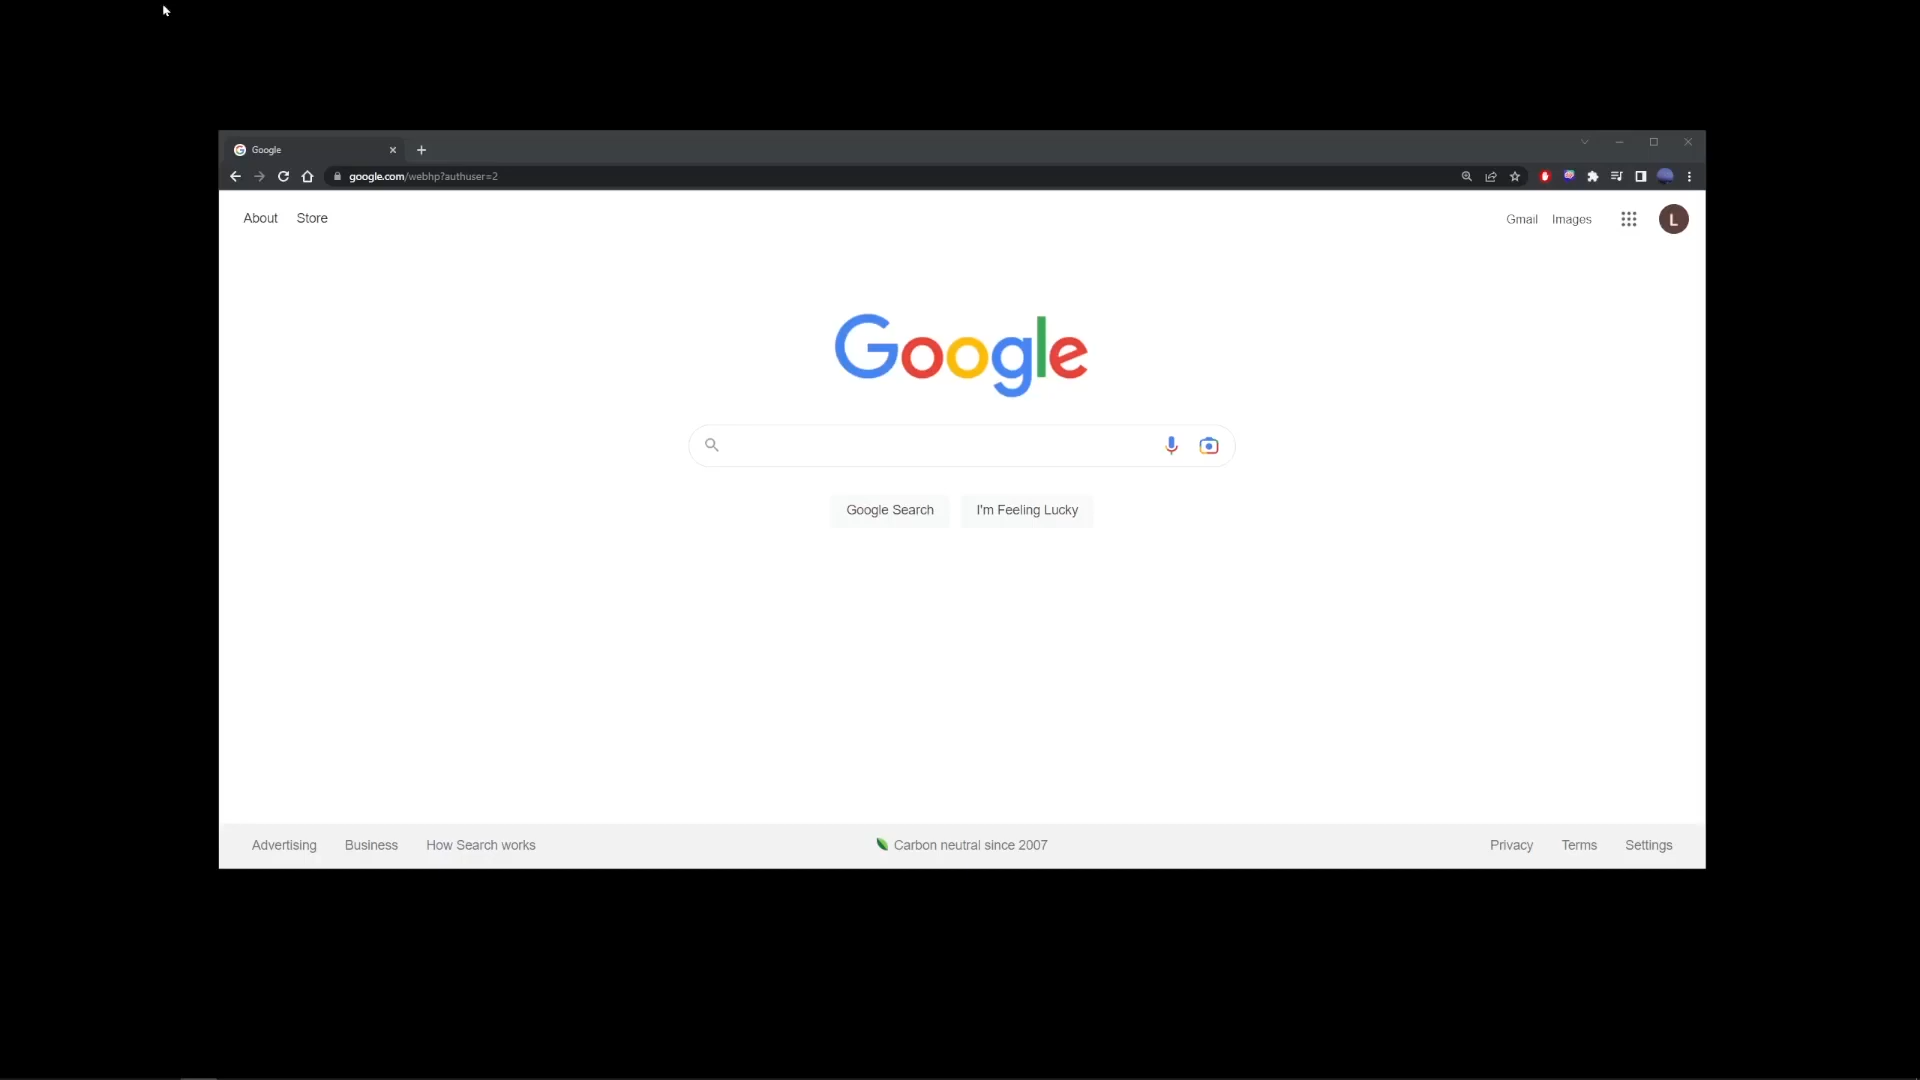 Google
google.com/webhp?authuser=2
About Store
Gmail Images
L
Google
Google Search I'm Feeling Lucky
Advertising Business How Search works
Carbon neutral since 2007
Privacy Terms Settings